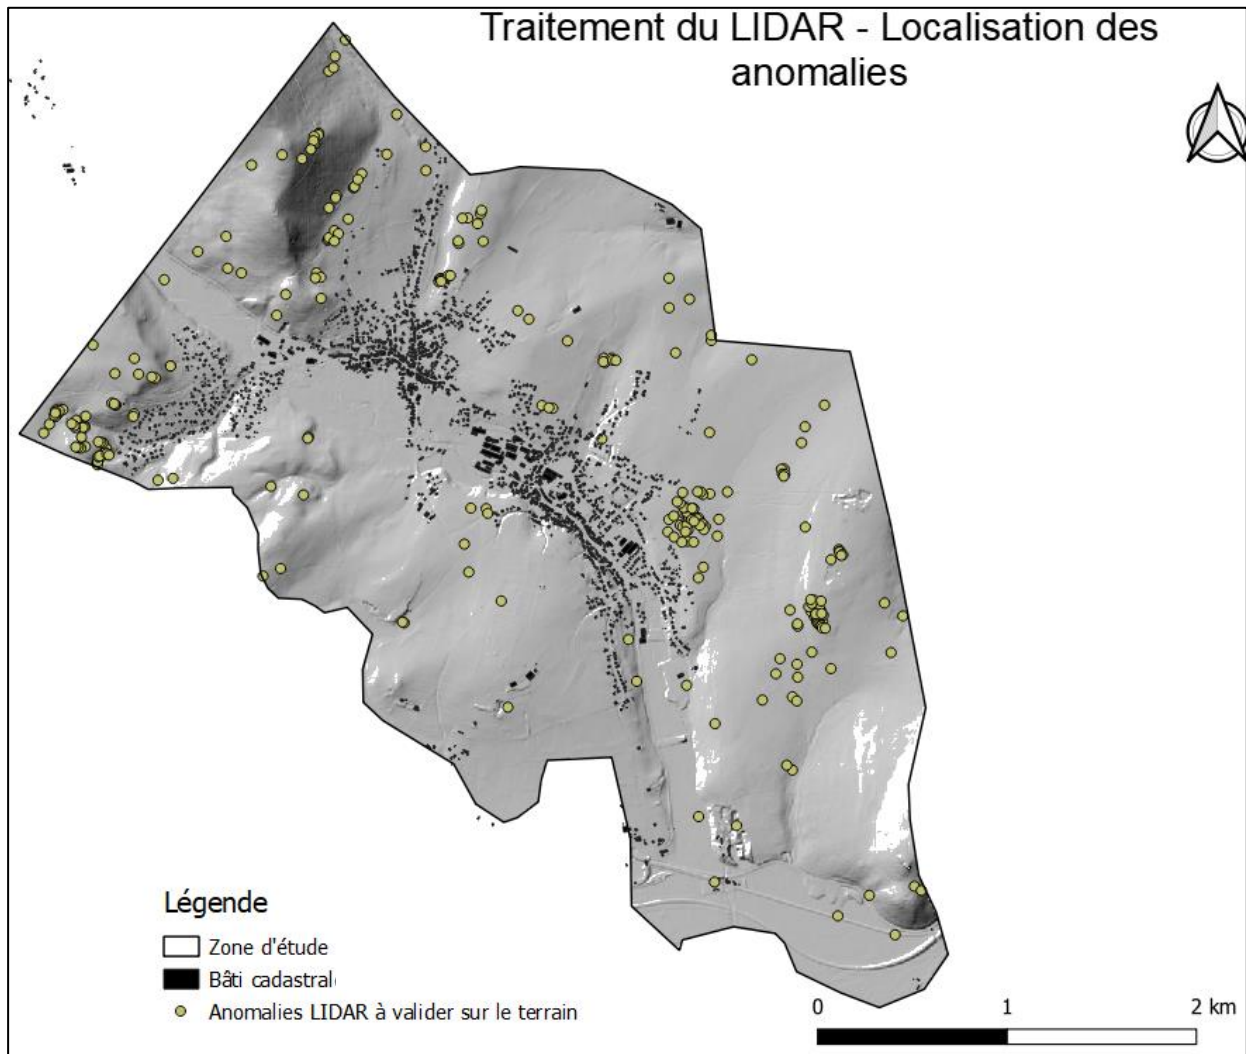 Traitement du LIDAR - Localisation des
anomalies
Légende
Zone d'étude
Bâti cadastral
Anomalies LIDAR à valider sur le terrain
0 1 2 km